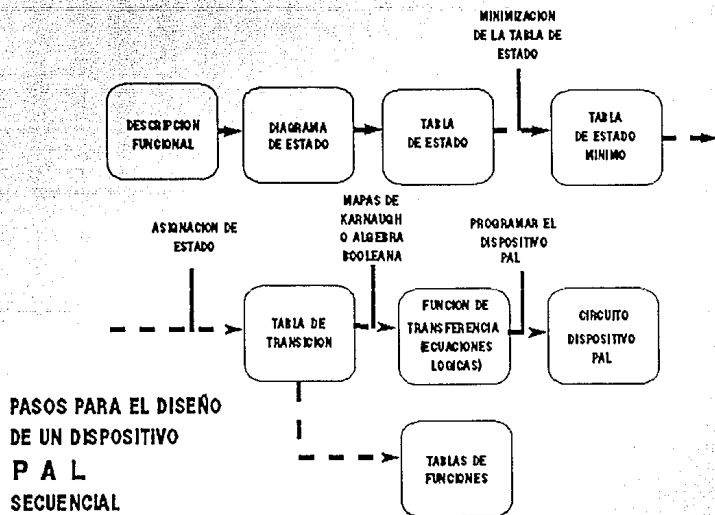 MINIMIZACION
DE LA TABLA DE
ESTADO
DESCRIPCION
FUNCIONAL
DIAGRAMA
DE ESTADO
TABLA
DE ESTADO
TABLA
DE ESTADO
MINIMO
ASIGNACION DE
ESTADO
MAPAS DE
KARNAUGH
O ALGEBRA
BOOLEANA
PROGRAMAR EL
DISPOSITIVO
PAL
TABLA DE
TRANSICION
FUNCION DE
TRANSFERENCIA
(ECUACIONES
LOGICAS)
CIRCUITO
DISPOSITIVO
PAL
PASOS PARA EL DISEÑO
DE UN DISPOSITIVO
P A L
SECUENCIAL
TABLAS DE
FUNCIONES